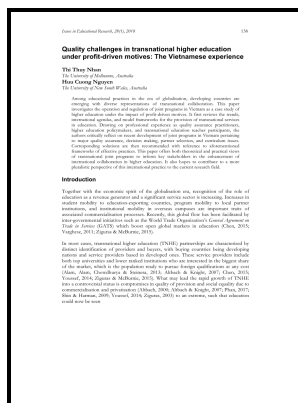 Issues in Educational Research, 28(1), 2018 138
Quality challenges in transnational higher education
under profit-driven motives: The Vietnamese experience
Thi Thuy Nhan
The University of Melbourne, Australia
Huu Cuong Nguyen
The University of New South Wales, Australia
Among educational practices in the era of globalisation, developing countries are
emerging with diverse representations of transnational collaboration. This paper
investigates the operation and regulation of joint programs in Vietnam as a case study of
higher education under the impact of profit-driven motives. It first reviews the trends,
international agendas, and model frameworks for the provision of transnational services
in education. Drawing on professional experience as quality assurance practitioners,
higher education policymakers, and transnational education teacher participants, the
authors critically reflect on current development of joint programs in Vietnam pertaining
to major quality assurance, decision making, partner selection, and curriculum issues.
Corresponding solutions are then recommended with reference to aforementioned
frameworks of effective practices. This paper offers both theoretical and practical views
of transnational joint programs to inform key stakeholders to the enhancement of
international collaboration in higher education. It also hopes to contribute to a more
pluralistic perspective of this international practice to the current research field.
Introduction
Together with the economic spirit of the globalisation era, recognition of the role of
education as a revenue generator and a significant service sector is increasing. Increases in
student mobility to education-exporting countries, program mobility to local partner
institutions, and institutional mobility in overseas campuses are important traits of
associated commercialisation processes. Recently, this global flow has been facilitated by
inter-governmental initiatives such as the World Trade Organization's General Agreement on
Trade in Services (GATS) which boost open global markets in education (Chen, 2015;
Varghese, 2011; Ziguras & McBurnie, 2015).
In most cases, transnational higher education (TNHE) partnerships are characterised by
distinct identification of providers and buyers, with buying countries being developing
nations and service providers based in developed ones. These service providers include
both top universities and lower ranked institutions who are interested in the biggest share
of the market, which is the population ready to pursue foreign qualifications at any cost
(Alam, Alam, Chowdhury & Steiner, 2013; Altbach & Knight, 2007; Chen, 2015;
Youssef, 2014; Ziguras & McBurnie, 2015). What may lead the rapid growth of TNHE
into a controversial status is compromises in quality of provision and social equality due to
commercialisation and privatisation (Altbach, 2000; Altbach & Knight, 2007; Phan, 2017;
Shin & Harman, 2009; Youssef, 2014; Ziguras, 2003) to an extreme, such that education
could now be seen